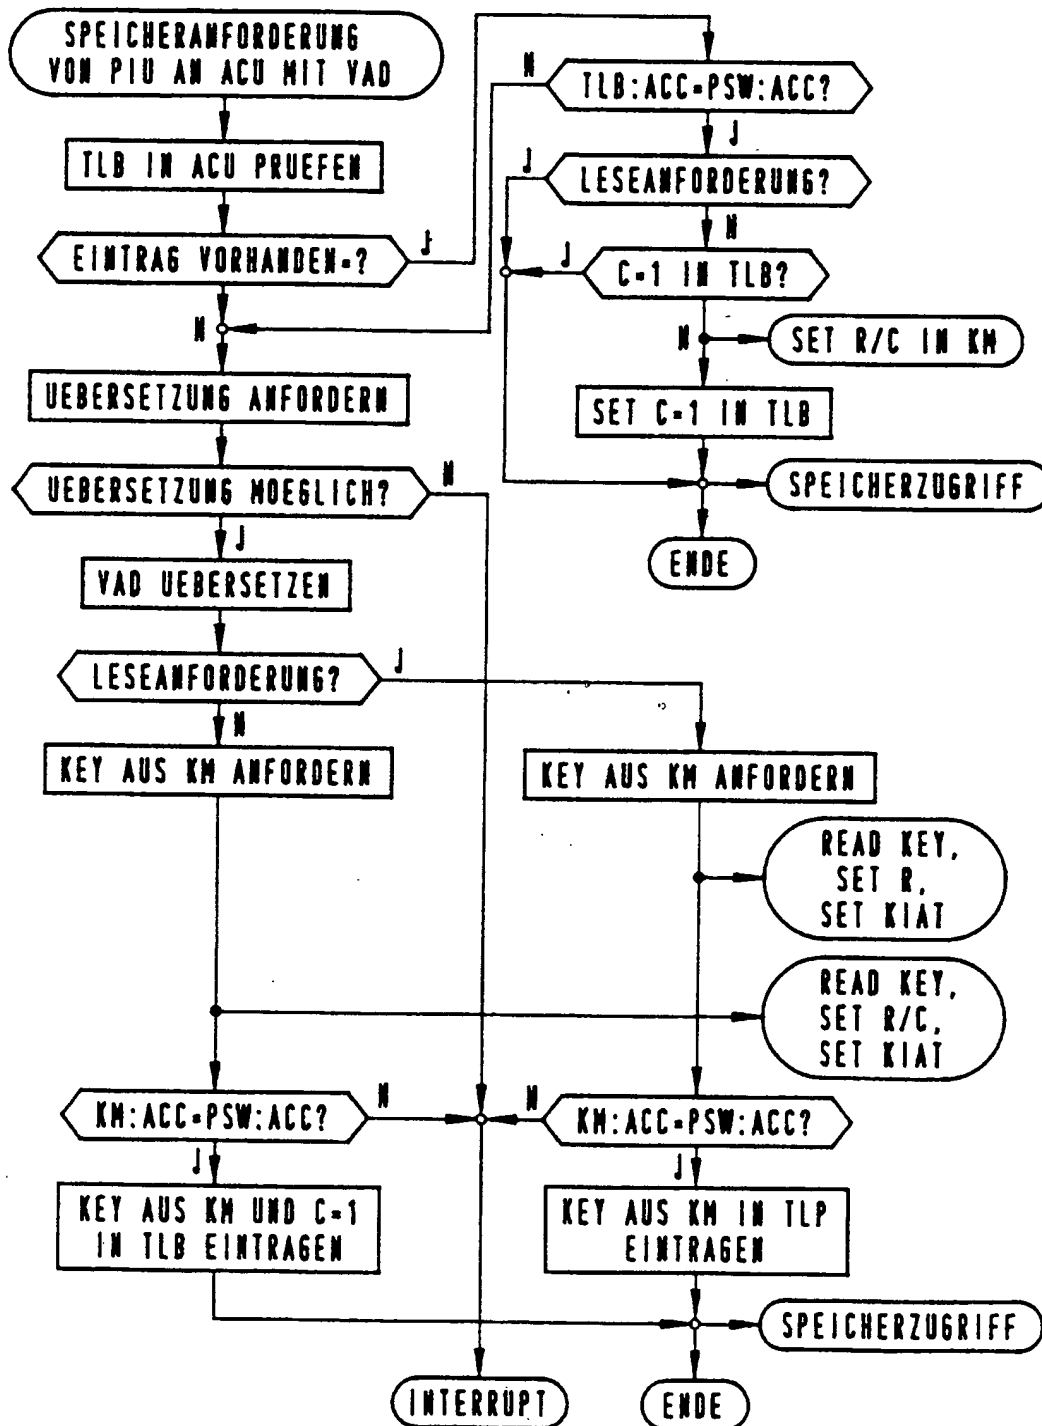 SPEICHERANFORDERUNG
VON PIU AN ACU MIT VAD
TLB IN ACU PRUEFEN
EINTRAG VORHANDEN=?
J
N
UEBERSETZUNG ANFORDERN
UEBERSETZUNG MOEGLICH?
N
J
VAD UEBERSETZEN
LESEANFORDERUNG?
J
N
KEY AUS KM ANFORDERN
KM:ACC=PSW:ACC?
N
J
KEY AUS KM UND C=1
IN TLB EINTRAGEN
TLB:ACC=PSW:ACC?
N
J
LESEANFORDERUNG?
J
N
C=1 IN TLB?
J
N
SET R/C IN KM
SET C=1 IN TLB
SPEICHERZUGRIFF
ENDE
KEY AUS KM ANFORDERN
READ KEY,
SET R,
SET KIAT
READ KEY,
SET R/C,
SET KIAT
KM:ACC=PSW:ACC?
N
J
KEY AUS KM IN TLP
EINTRAGEN
SPEICHERZUGRIFF
INTERRUPT
ENDE